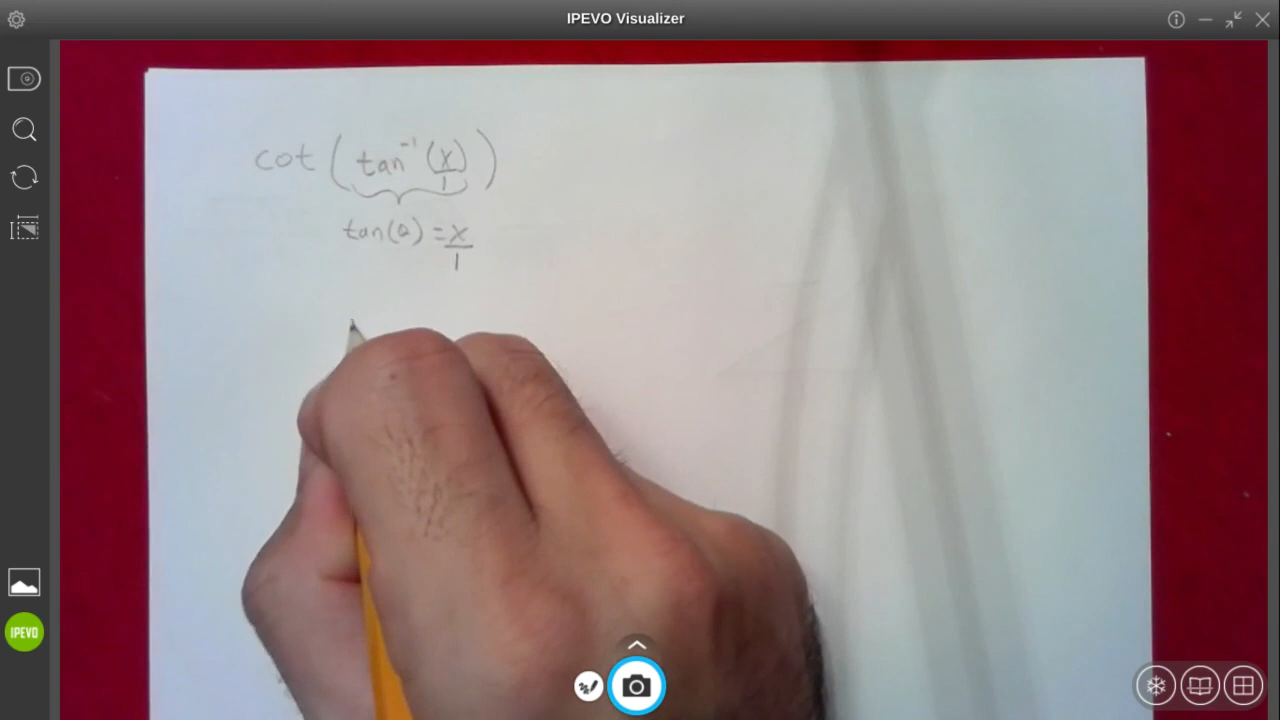 IPEVO Visualizer
cot (tan⁻¹(x/1))
tan(θ) = x/1
IPEVO